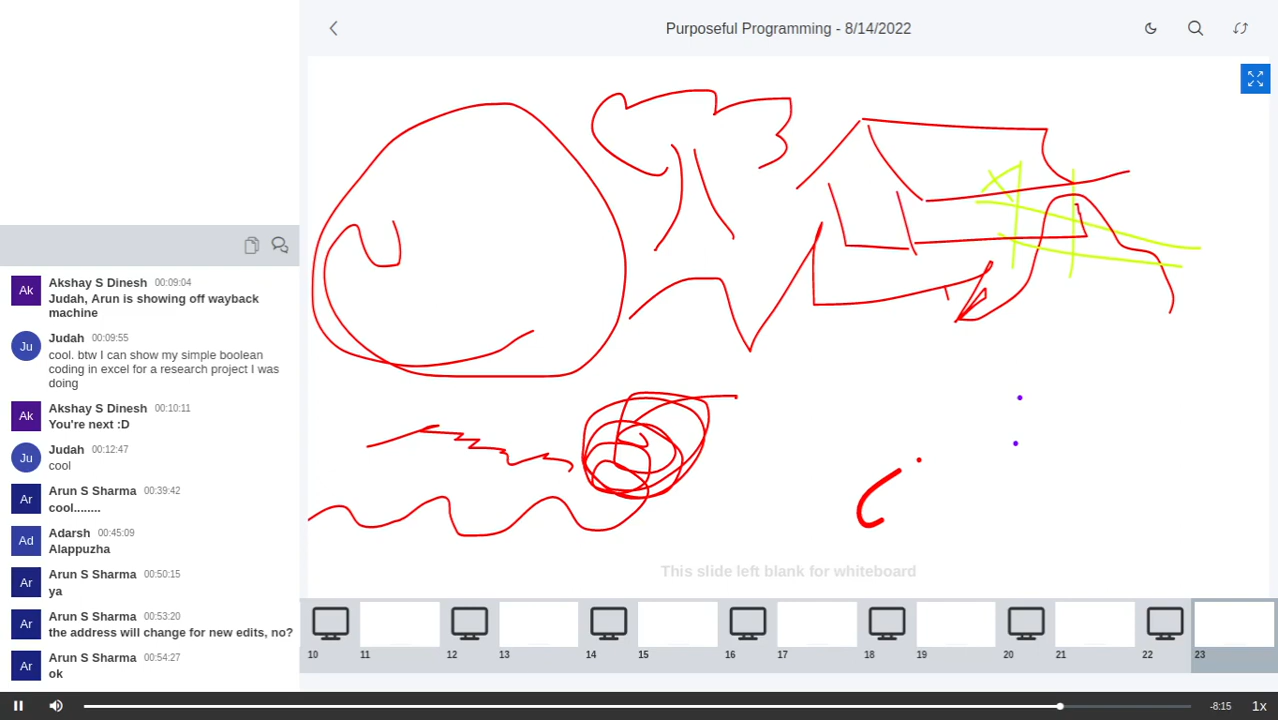 Purposeful Programming - 8/14/2022
Ak
Akshay S Dinesh 00:09:04
Judah, Arun is showing off wayback
machine
Ju
Judah 00:09:55
cool. btw I can show my simple boolean
coding in excel for a research project I was
doing
Ak
Akshay S Dinesh 00:10:11
You're next :D
Ju
Judah 00:12:47
cool
Ar
Arun S Sharma 00:39:42
cool........
Ad
Adarsh 00:45:09
Alappuzha
Ar
Arun S Sharma 00:50:15
ya
Ar
Arun S Sharma 00:53:20
the address will change for new edits, no?
Ar
Arun S Sharma 00:54:27
ok
This slide left blank for whiteboard
10 11 12 13 14 15 16 17 18 19 20 21 22 23
-8:15 1x